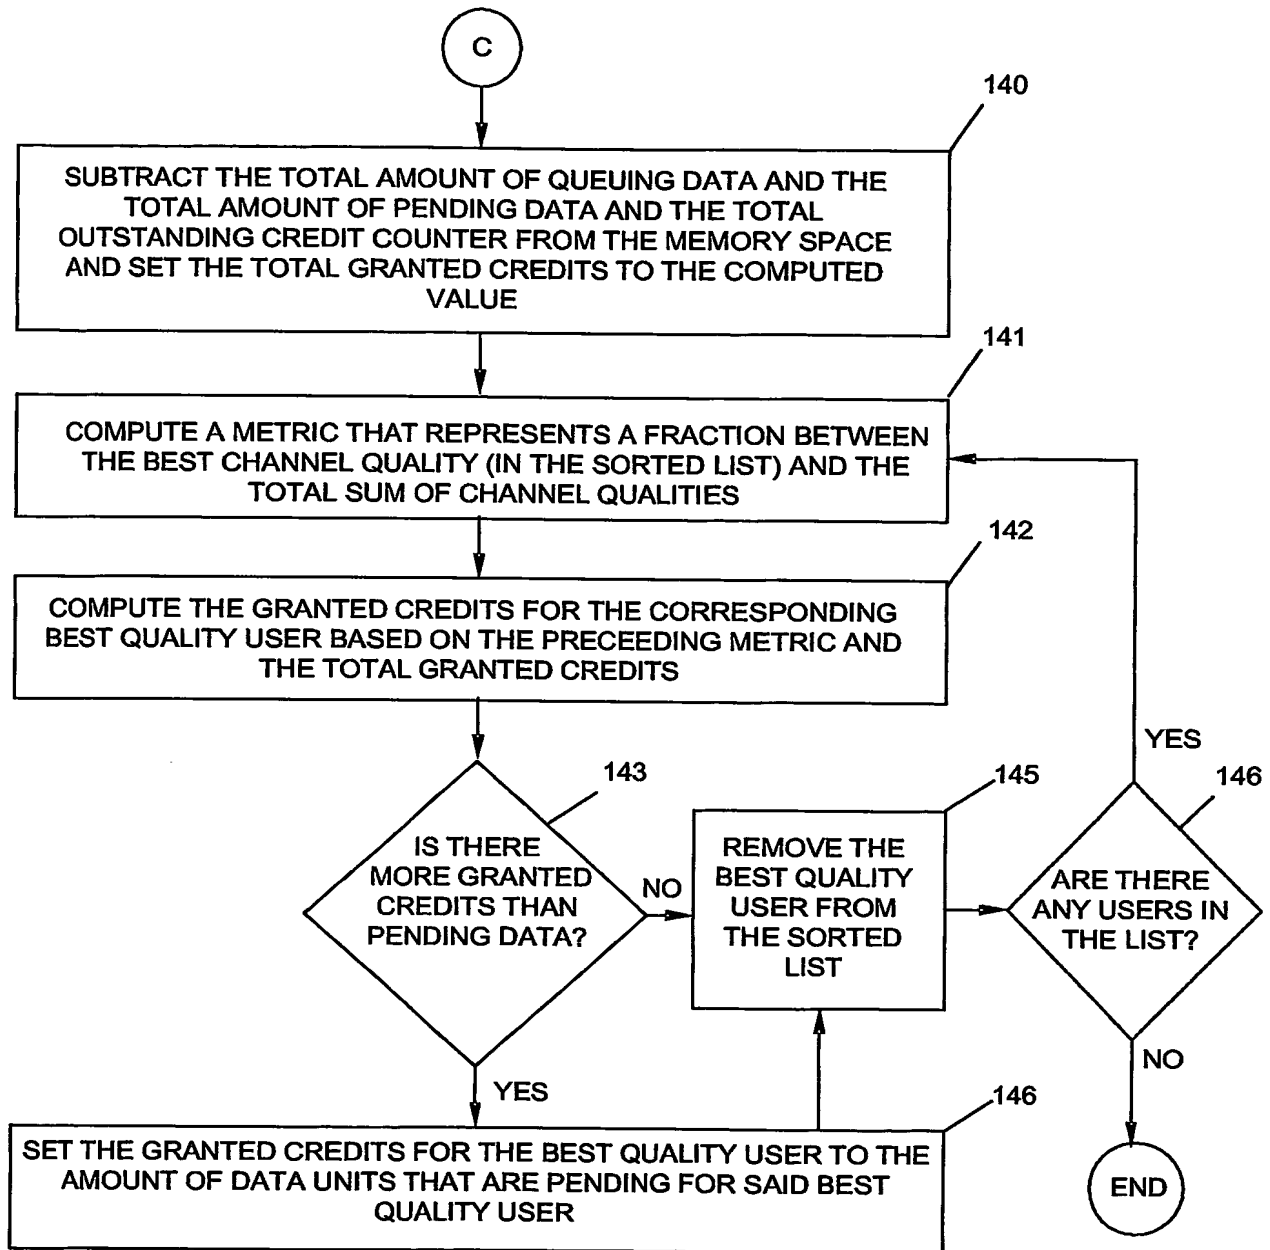 C
140
SUBTRACT THE TOTAL AMOUNT OF QUEUING DATA AND THE
TOTAL AMOUNT OF PENDING DATA AND THE TOTAL
OUTSTANDING CREDIT COUNTER FROM THE MEMORY SPACE
AND SET THE TOTAL GRANTED CREDITS TO THE COMPUTED
VALUE
141
COMPUTE A METRIC THAT REPRESENTS A FRACTION BETWEEN
THE BEST CHANNEL QUALITY (IN THE SORTED LIST) AND THE
TOTAL SUM OF CHANNEL QUALITIES
142
COMPUTE THE GRANTED CREDITS FOR THE CORRESPONDING
BEST QUALITY USER BASED ON THE PRECEEDING METRIC AND
THE TOTAL GRANTED CREDITS
143
IS THERE
MORE GRANTED
CREDITS THAN
PENDING DATA?
NO
145
REMOVE THE
BEST QUALITY
USER FROM
THE SORTED
LIST
YES
146
ARE THERE
ANY USERS IN
THE LIST?
NO
YES
146
SET THE GRANTED CREDITS FOR THE BEST QUALITY USER TO THE
AMOUNT OF DATA UNITS THAT ARE PENDING FOR SAID BEST
QUALITY USER
END